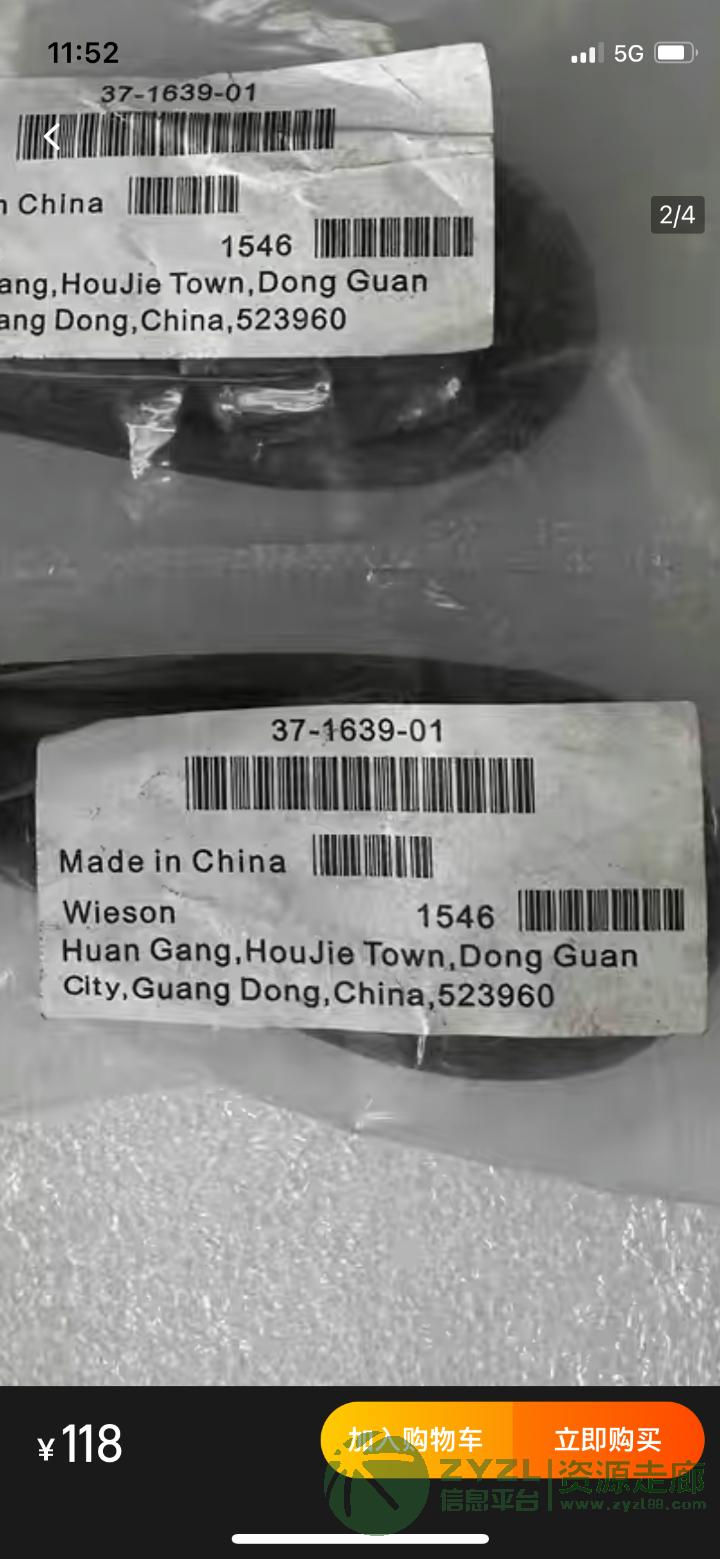 11:52
5G
37-1639-01
n China
2/4
1546
ang,HouJie Town,Dong Guan
ang Dong,China,523960
37-1639-01
Made in China
Wieson
1546
Huan Gang,HouJie Town,Dong Guan
City,Guang Dong,China,523960
¥118
加入购物车
立即购买
ZYZL 资源走廊
信息平台 www.zyzl88.com